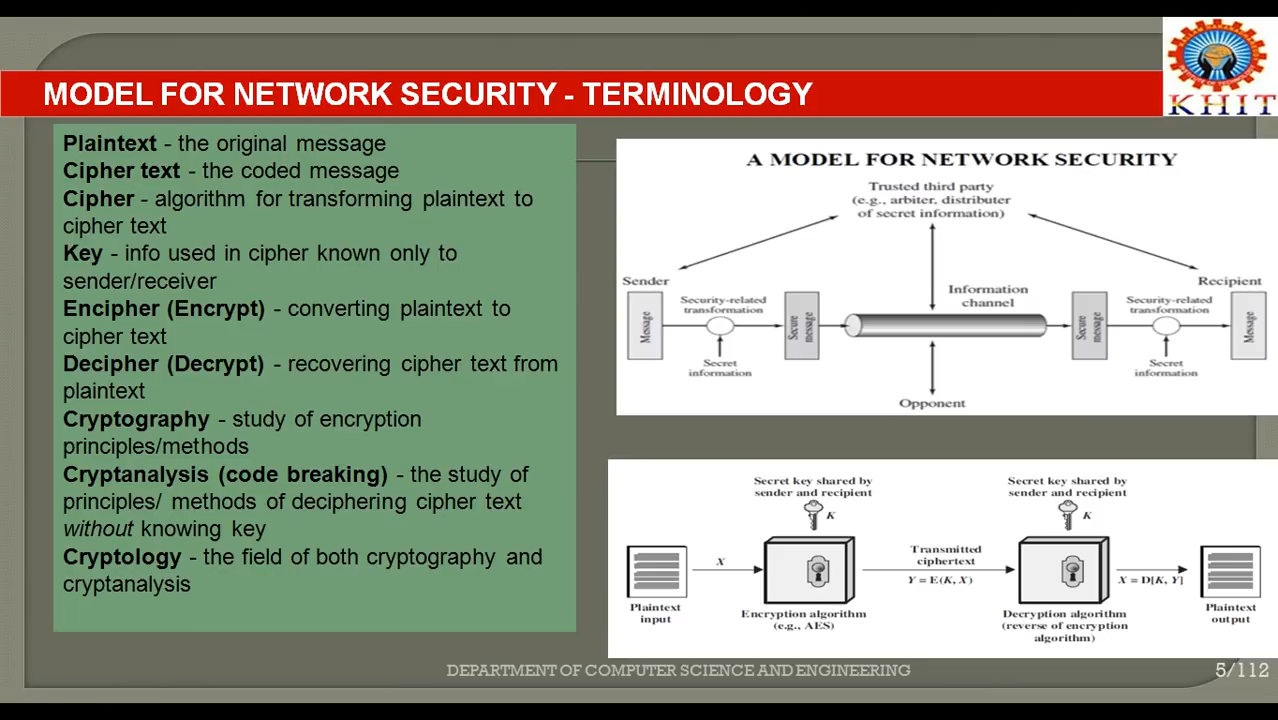 MODEL FOR NETWORK SECURITY - TERMINOLOGY
KHIT
Plaintext - the original message
Cipher text - the coded message
Cipher - algorithm for transforming plaintext to
cipher text
Key - info used in cipher known only to
sender/receiver
Encipher (Encrypt) - converting plaintext to
cipher text
Decipher (Decrypt) - recovering cipher text from
plaintext
Cryptography - study of encryption
principles/methods
Cryptanalysis (code breaking) - the study of
principles/ methods of deciphering cipher text
without knowing key
Cryptology - the field of both cryptography and
cryptanalysis
A MODEL FOR NETWORK SECURITY
Trusted third party
(e.g., arbiter, distributer
of secret information)
Sender
Recipient
Information
channel
Security-related
transformation
Security-related
transformation
Message
Secure
message
Secure
message
Message
Secret
information
Secret
information
Opponent
Secret key shared by
sender and recipient
Secret key shared by
sender and recipient
K
K
X
Transmitted
ciphertext
Y = E(K, X)
X = D[K, Y]
Plaintext
input
Encryption algorithm
(e.g., AES)
Decryption algorithm
(reverse of encryption
algorithm)
Plaintext
output
DEPARTMENT OF COMPUTER SCIENCE AND ENGINEERING
5/112